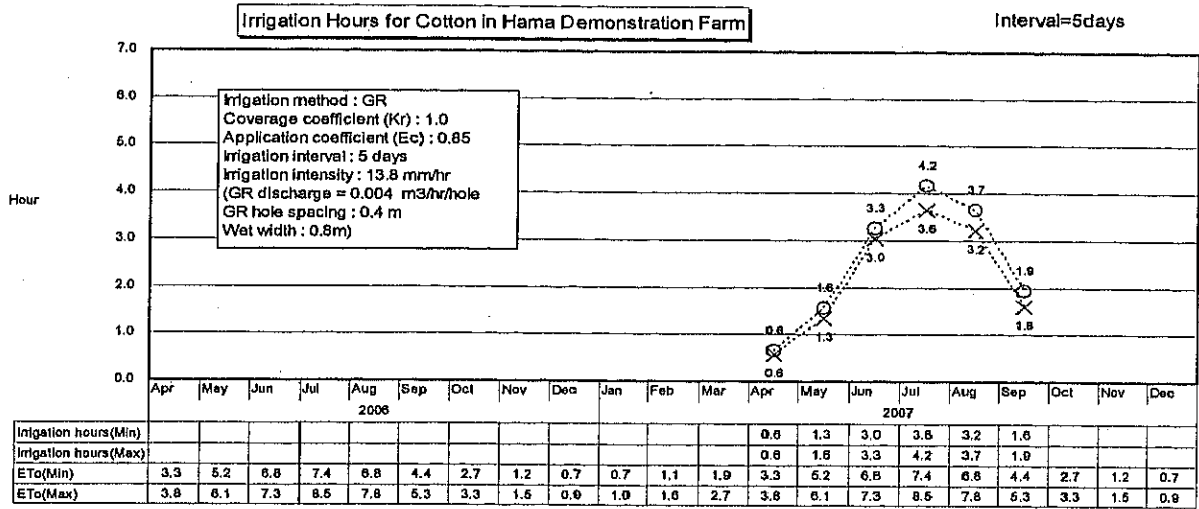 Irrigation Hours for Cotton in Hama Demonstration Farm
Interval=5days
7.0
6.0
5.0
4.0
3.0
2.0
1.0
0.0
Hour
Irrigation method : GR
Coverage coefficient (Kr) : 1.0
Application coefficient (Ec) : 0.85
Irrigation interval : 5 days
Irrigation intensity : 13.8 mm/hr
(GR discharge = 0.004 m3/hr/hole
GR hole spacing : 0.4 m
Wet width : 0.8m)
0.6 1.6 3.3 4.2 3.7 1.9
0.6 1.3 3.0 3.6 3.2 1.6
Apr May Jun Jul Aug Sep Oct Nov Dec Jan Feb Mar Apr May Jun Jul Aug Sep Oct Nov Dec
2006 2007
Irrigation hours(Min) 0.6 1.3 3.0 3.6 3.2 1.6
Irrigation hours(Max) 0.6 1.6 3.3 4.2 3.7 1.9
ETo(Min) 3.3 5.2 6.8 7.4 6.8 4.4 2.7 1.2 0.7 0.7 1.1 1.9 3.3 5.2 6.8 7.4 6.8 4.4 2.7 1.2 0.7
ETo(Max) 3.8 6.1 7.3 8.5 7.8 5.3 3.3 1.5 0.9 1.0 1.6 2.7 3.8 6.1 7.3 8.5 7.8 5.3 3.3 1.5 0.9